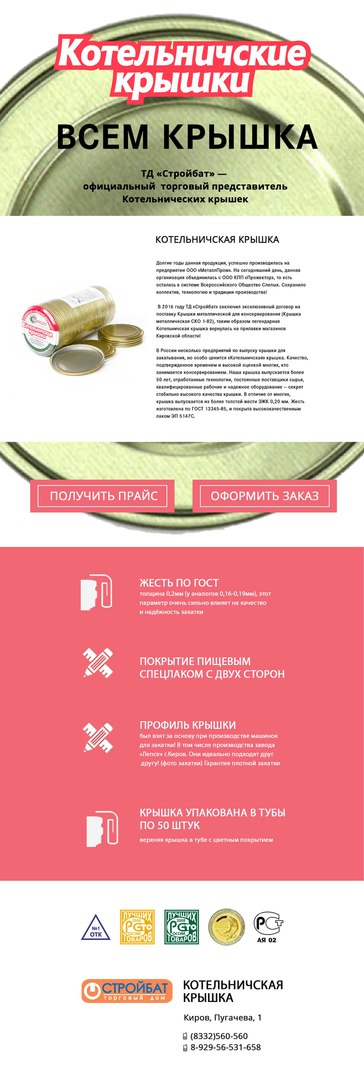 Котельничские
крышки
ВСЕМ КРЫШКА
ТД «Стройбат» —
официальный торговый представитель
Котельнических крышек
КОТЕЛЬНИЧСКАЯ КРЫШКА
Долгие годы данная продукция, успешно производилась на
предприятии ООО «МеталлПром». На сегодняшний день, данная
организация объединилась с ООО КПП «Прожектор», то есть
осталась в системе Всероссийского Общества Слепых. Сохранило
коллектив, технологию и традиции производства!
В 2016 году ТД «Стройбат» заключил эксклюзивный договор на
поставку Крышки металлической для консервирования (Крышка
металлическая СКО 1-82), таким образом легендарная
Котельничская крышка вернулась на прилавки магазинов
Кировской области!
В России несколько предприятий по выпуску крышки для
закатывания, но особо ценится «Котельничская» крышка. Качество,
подтвержденное временем и высокой оценкой многих, кто
занимается консервированием. Наша крышка выпускается более
50 лет, отработанные технологии, постоянные поставщики сырья,
квалифицированные рабочие и надежное оборудование – секрет
стабильно высокого качества крышки. В отличие от многих,
крышка выпускается из более толстой жести ЭЖК 0,20 мм. Жесть
изготовлена по ГОСТ 13345-85, и покрыта высококачественным
лаком ЭП 5147С.
Котельничские
крышки
ПОЛУЧИТЬ ПРАЙС
ОФОРМИТЬ ЗАКАЗ
ЖЕСТЬ ПО ГОСТ
толщина 0,2мм (у аналогов 0,16-0,19мм), этот
параметр очень сильно влияет на качество
и надёжность закатки
ПОКРЫТИЕ ПИЩЕВЫМ
СПЕЦЛАКОМ С ДВУХ СТОРОН
ПРОФИЛЬ КРЫШКИ
был взят за основу при производстве машинок
для закатки! В том числе производства завода
«Лепсе» г.Киров. Они идеально подходят друг
другу! (фото закатки) Гарантия плотной закатки
КРЫШКА УПАКОВАНА В ТУБЫ
ПО 50 ШТУК
верхняя крышка в тубе с цветным покрытием
№1
ОТК
ЛУЧШИХ
ТОВАРОВ
ЛУЧШИХ
ТОВАРОВ
АЯ 02
СТРОЙБАТ
торговый дом
КОТЕЛЬНИЧСКАЯ
КРЫШКА
Киров, Пугачева, 1
(8332)560-560
8-929-56-531-658